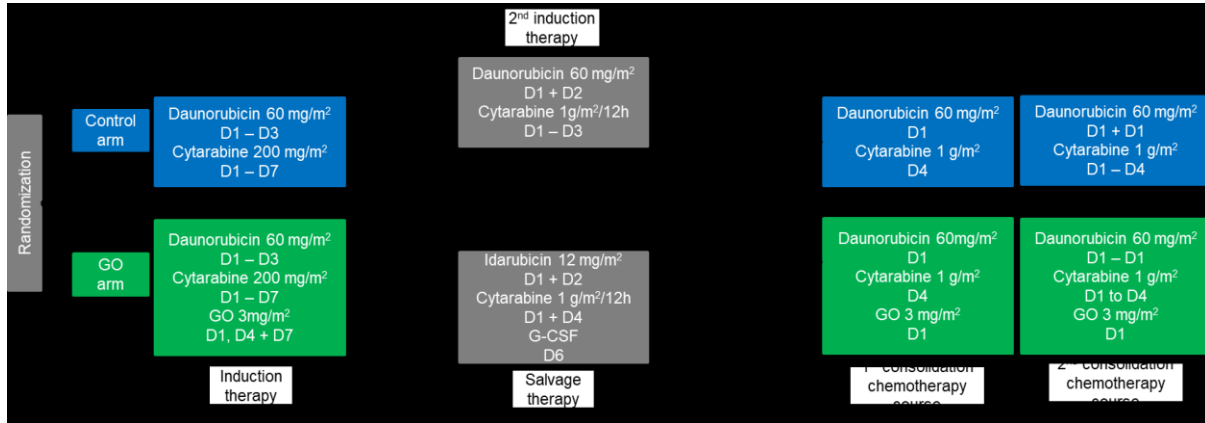 2nd induction
therapy
Daunorubicin 60 mg/m²
D1 + D2
Cytarabine 1g/m²/12h
D1 – D3
Randomization
Control
arm
Daunorubicin 60 mg/m²
D1 – D3
Cytarabine 200 mg/m²
D1 – D7
Daunorubicin 60 mg/m²
D1
Cytarabine 1 g/m²
D4
Daunorubicin 60 mg/m²
D1 + D1
Cytarabine 1 g/m²
D1 – D4
GO
arm
Daunorubicin 60 mg/m²
D1 – D3
Cytarabine 200 mg/m²
D1 – D7
GO 3mg/m²
D1, D4 + D7
Idarubicin 12 mg/m²
D1 + D2
Cytarabine 1 g/m²/12h
D1 + D4
G-CSF
D6
Daunorubicin 60mg/m²
D1
Cytarabine 1 g/m²
D4
GO 3 mg/m²
D1
Daunorubicin 60 mg/m²
D1 – D1
Cytarabine 1 g/m²
D1 to D4
GO 3 mg/m²
D1
Induction
therapy
Salvage
therapy
1st consolidation
chemotherapy
course
2nd consolidation
chemotherapy
course